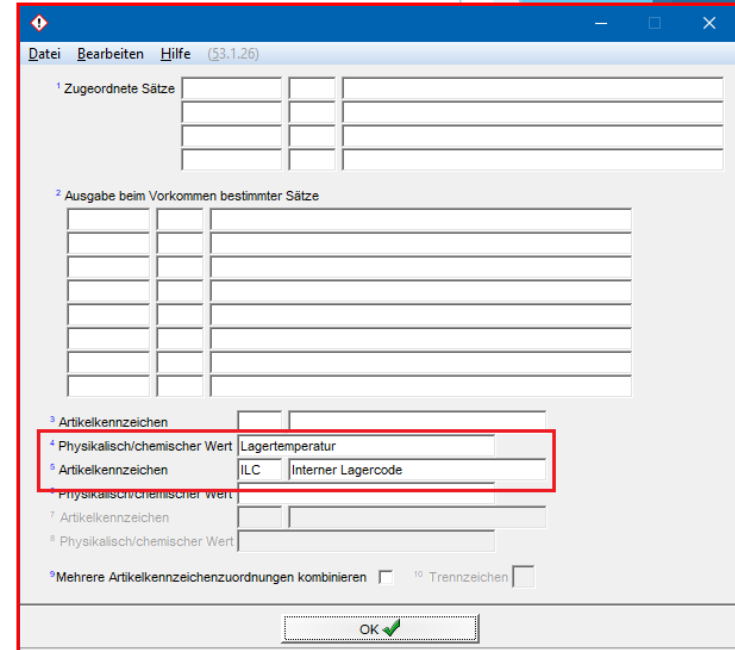 Datei Bearbeiten Hilfe (53.1.26)
1 Zugeordnete Sätze
2 Ausgabe beim Vorkommen bestimmter Sätze
3 Artikelkennzeichen
4 Physikalisch/chemischer Wert Lagertemperatur
5 Artikelkennzeichen ILC Interner Lagercode
6 Physikalisch/chemischer Wert
7 Artikelkennzeichen
8 Physikalisch/chemischer Wert
9 Mehrere Artikelkennzeichenzuordnungen kombinieren 10 Trennzeichen
OK